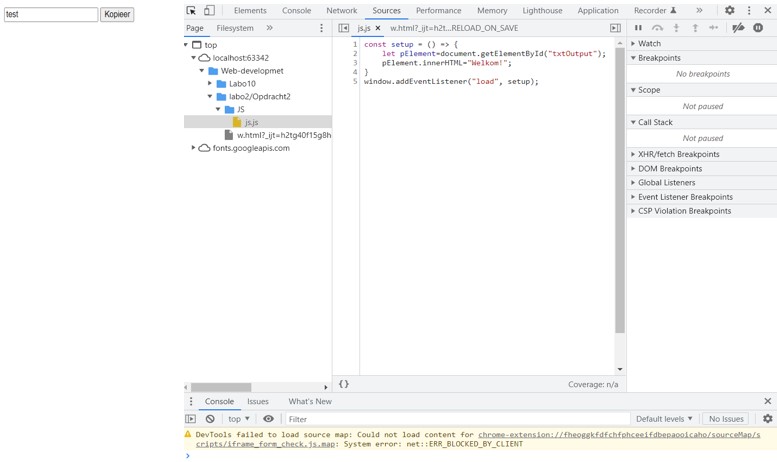 test Kopieer
Elements Console Network Sources Performance Memory Lighthouse Application Recorder »
Page Filesystem »
js.js × w.html?_ijt=h2t...RELOAD_ON_SAVE
top
localhost:63342
Web-developmet
Labo10
labo2/Opdracht2
JS
js.js
w.html?_ijt=h2tg40f15g8h
fonts.googleapis.com
1 const setup = () => {
2 let pElement=document.getElementById("txtOutput");
3 pElement.innerHTML="Welkom!";
4 }
5 window.addEventListener("load", setup);
{} Coverage: n/a
Watch
Breakpoints
No breakpoints
Scope
Not paused
Call Stack
Not paused
XHR/fetch Breakpoints
DOM Breakpoints
Global Listeners
Event Listener Breakpoints
CSP Violation Breakpoints
Console Issues What's New
top ▼ Filter Default levels ▼ No Issues
DevTools failed to load source map: Could not load content for chrome-extension://fheoggkfdfchfphceeifdbepaooicaho/sourceMap/s
cripts/iframe_form_check.js.map: System error: net::ERR_BLOCKED_BY_CLIENT
>